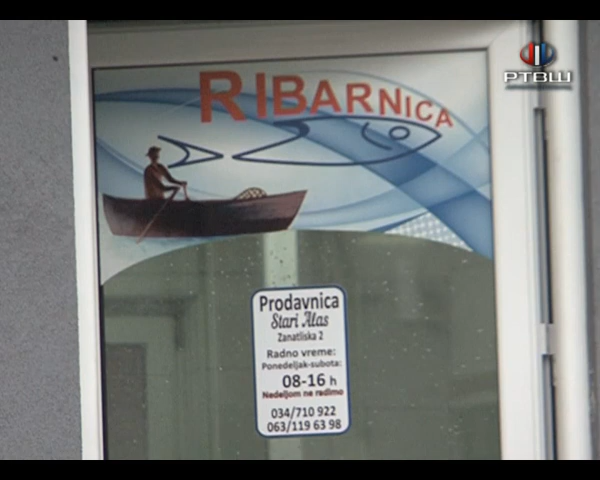 РТВШ
RIBARNICA
Prodavnica
Stari Alas
Zanatliska 2
Radno vreme:
Ponedeljak-subota:
08-16 h
Nedeljom ne radimo
034/710 922
063/119 63 98